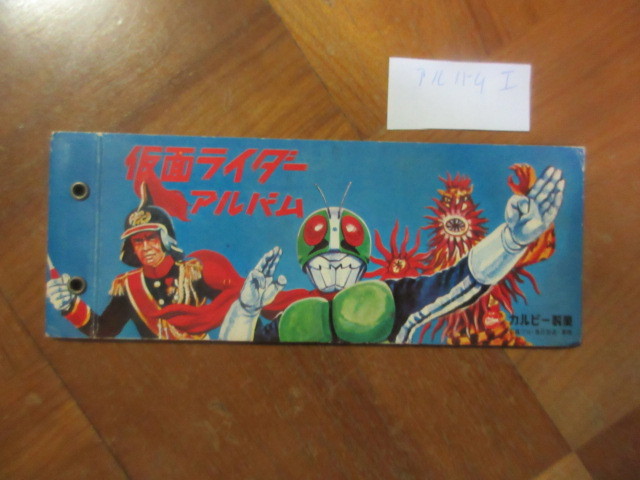 アルバム I
仮面ライダー
アルバム
カルビー製菓